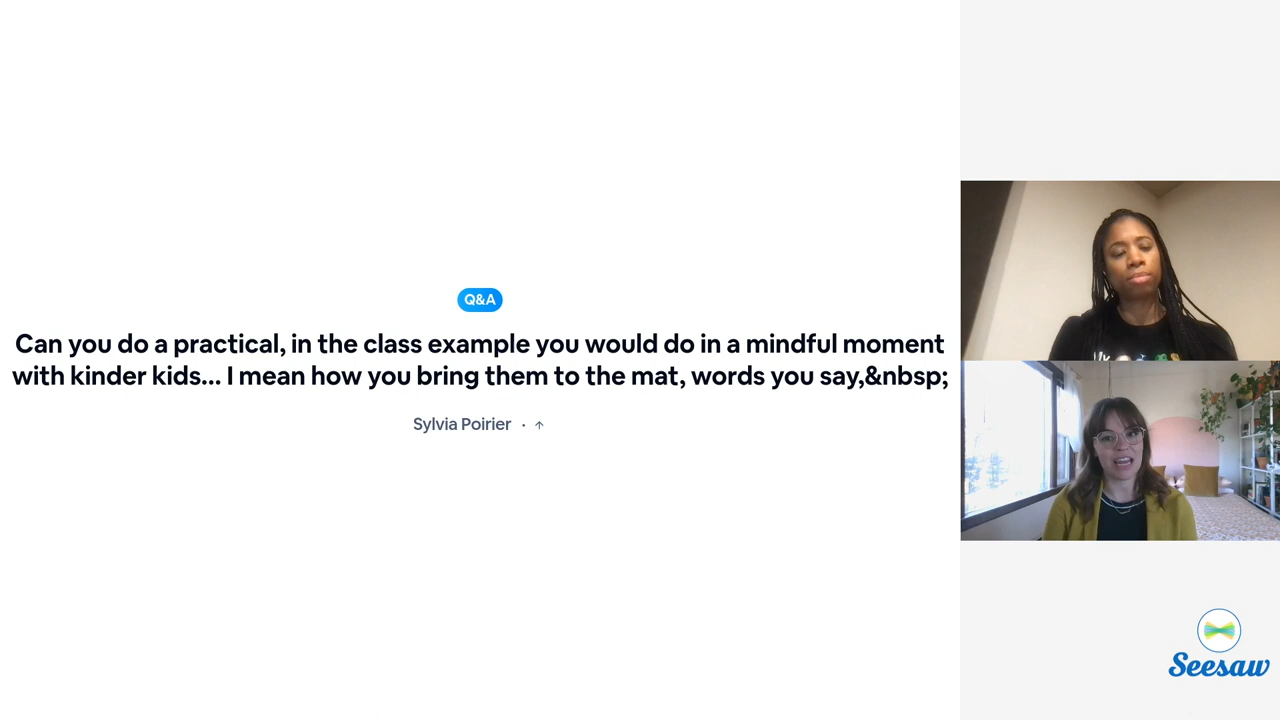 Q&A
Can you do a practical, in the class example you would do in a mindful moment
with kinder kids... I mean how you bring them to the mat, words you say,&nbsp;
Sylvia Poirier · ↑
Seesaw